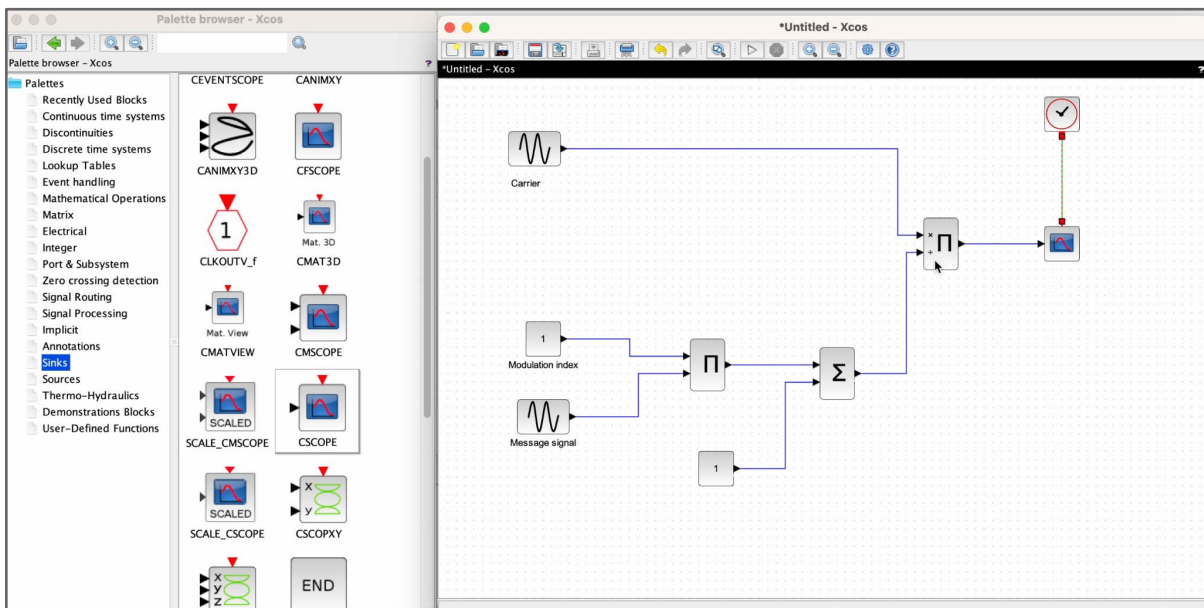 Palette browser - Xcos
Palette browser - Xcos
?
Palettes
Recently Used Blocks
Continuous time systems
Discontinuities
Discrete time systems
Lookup Tables
Event handling
Mathematical Operations
Matrix
Electrical
Integer
Port & Subsystem
Zero crossing detection
Signal Routing
Signal Processing
Implicit
Annotations
Sinks
Sources
Thermo-Hydraulics
Demonstrations Blocks
User-Defined Functions
CEVENTSCOPE CANIMXY
CANIMXY3D CFSCOPE
1 Mat. 3D
CLKOUTV_f CMAT3D
Mat. View
CMATVIEW CMSCOPE
SCALED
SCALE_CMSCOPE CSCOPE
SCALED X Y
SCALE_CSCOPE CSCOPXY
X
Y
Z
END
*Untitled - Xcos
*Untitled - Xcos
?
Carrier
×
÷
Π
1
Modulation index
Π
Σ
Message signal
1